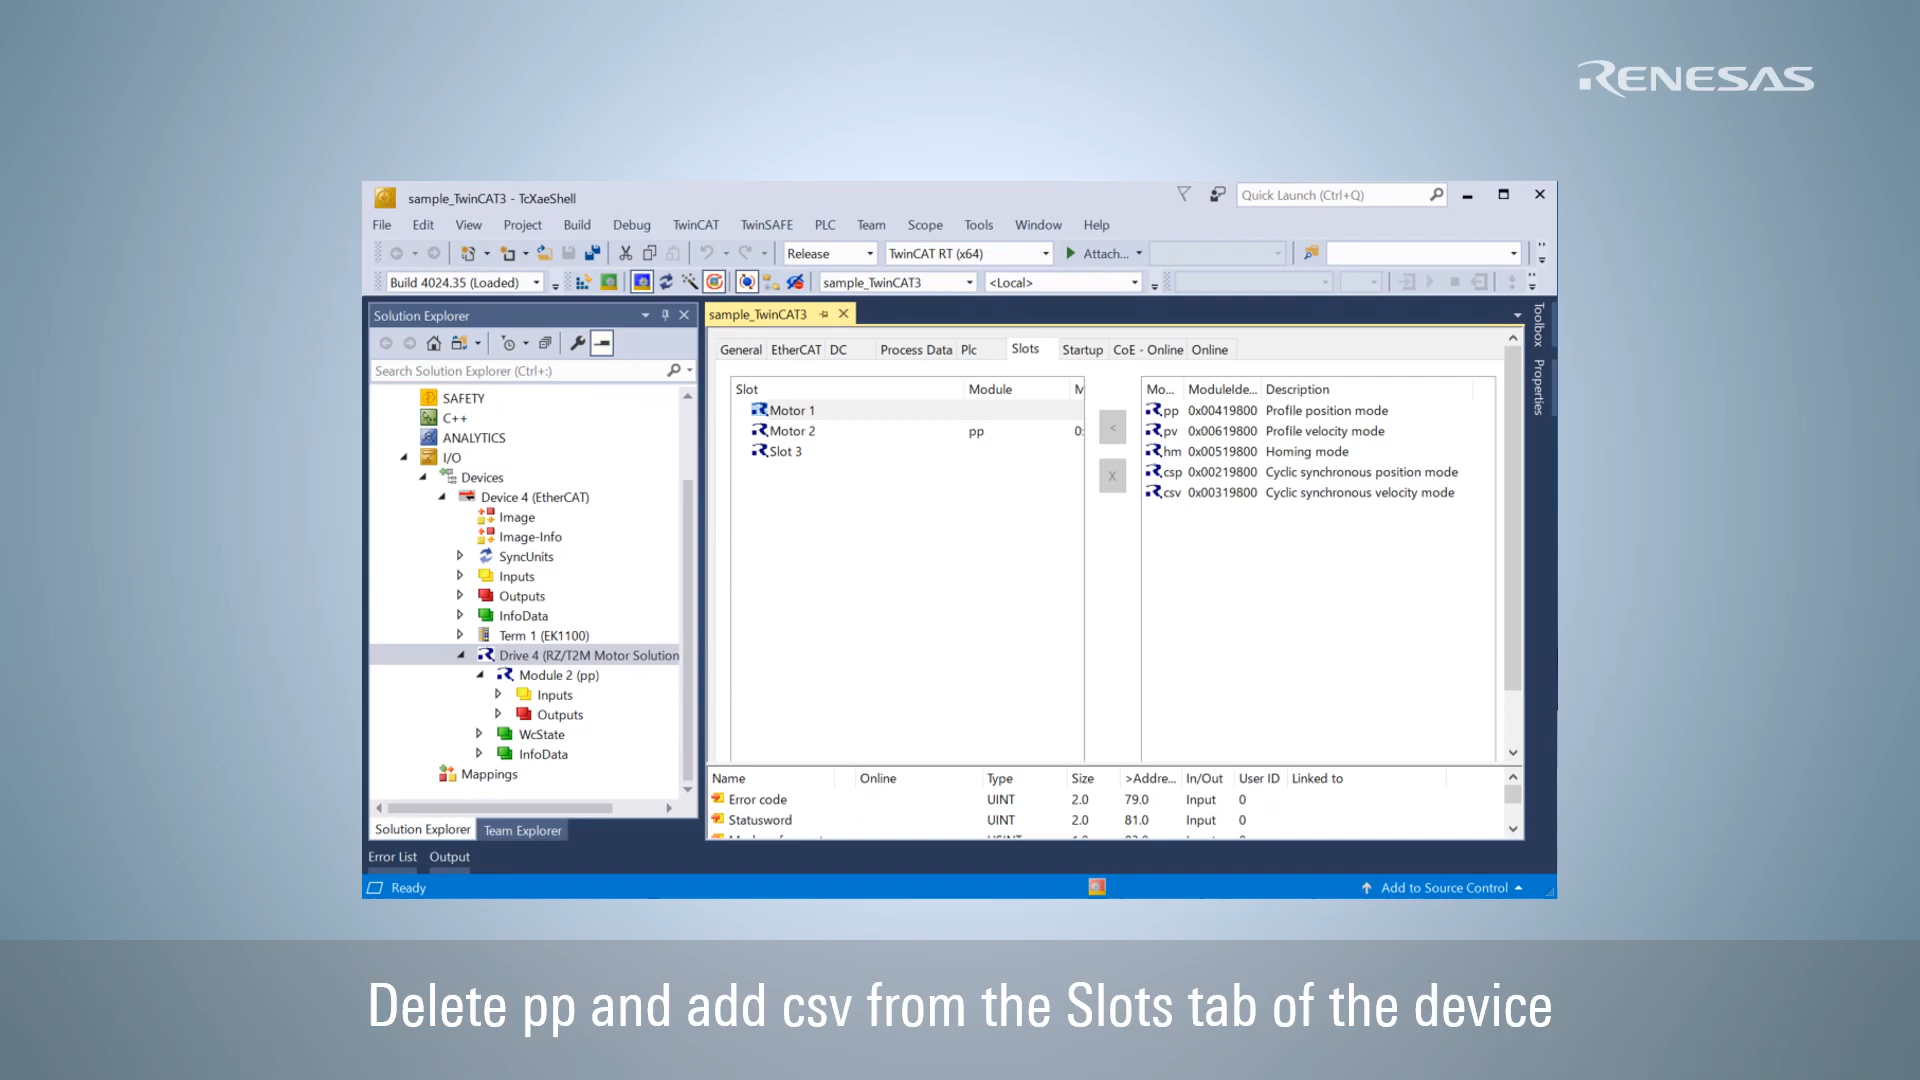 RENESAS
sample_TwinCAT3 - TcXaeShell
Quick Launch (Ctrl+Q)
File Edit View Project Build Debug TwinCAT TwinSAFE PLC Team Scope Tools Window Help
Release TwinCAT RT (x64) Attach...
Build 4024.35 (Loaded) sample_TwinCAT3 <Local>
Solution Explorer
Search Solution Explorer (Ctrl+;)
SAFETY
C++
ANALYTICS
I/O
Devices
Device 4 (EtherCAT)
Image
Image-Info
SyncUnits
Inputs
Outputs
InfoData
Term 1 (EK1100)
Drive 4 (RZ/T2M Motor Solution
Module 2 (pp)
Inputs
Outputs
WcState
InfoData
Mappings
Solution Explorer Team Explorer
sample_TwinCAT3
General EtherCAT DC Process Data Plc Slots Startup CoE - Online Online
Slot Module M
Motor 1
Motor 2 pp 0:
Slot 3
<
X
Mo... ModuleIde... Description
pp 0x00419800 Profile position mode
pv 0x00619800 Profile velocity mode
hm 0x00519800 Homing mode
csp 0x00219800 Cyclic synchronous position mode
csv 0x00319800 Cyclic synchronous velocity mode
Name Online Type Size >Addre... In/Out User ID Linked to
Error code UINT 2.0 79.0 Input 0
Statusword UINT 2.0 81.0 Input 0
Toolbox
Properties
Error List Output
Ready
Add to Source Control
Delete pp and add csv from the Slots tab of the device